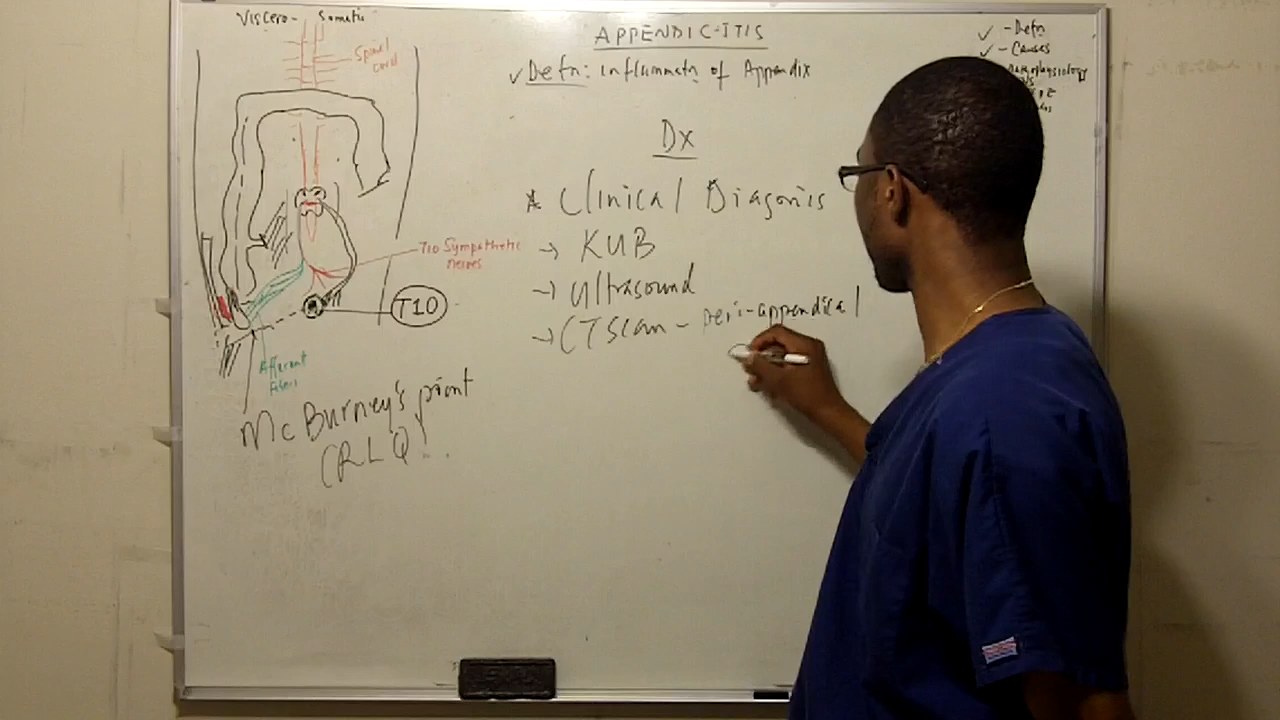 Viscero - Somatic
Spinal
cord
T10 Sympathetic
nerves
T10
Afferent
fibers
McBurney's point
(RLQ)..
APPENDICITIS
✓ Defn: inflammatn of Appendix
Dx
* Clinical Diagonis
→ KUB
→ Ultrasound
→ CT scan - peri-appendical
✓ - Defn
✓ - Causes